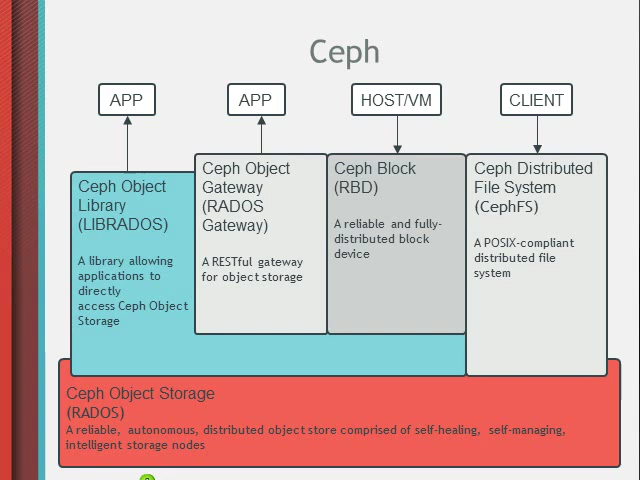 Ceph
APP
APP
HOST/VM
CLIENT
Ceph Object
Library
(LIBRADOS)
A library allowing
applications to
directly
access Ceph Object
Storage
Ceph Object
Gateway
(RADOS
Gateway)
A RESTful gateway
for object storage
Ceph Block
(RBD)
A reliable and fully-
distributed block
device
Ceph Distributed
File System
(CephFS)
A POSIX-compliant
distributed file
system
Ceph Object Storage
(RADOS)
A reliable, autonomous, distributed object store comprised of self-healing, self-managing,
intelligent storage nodes